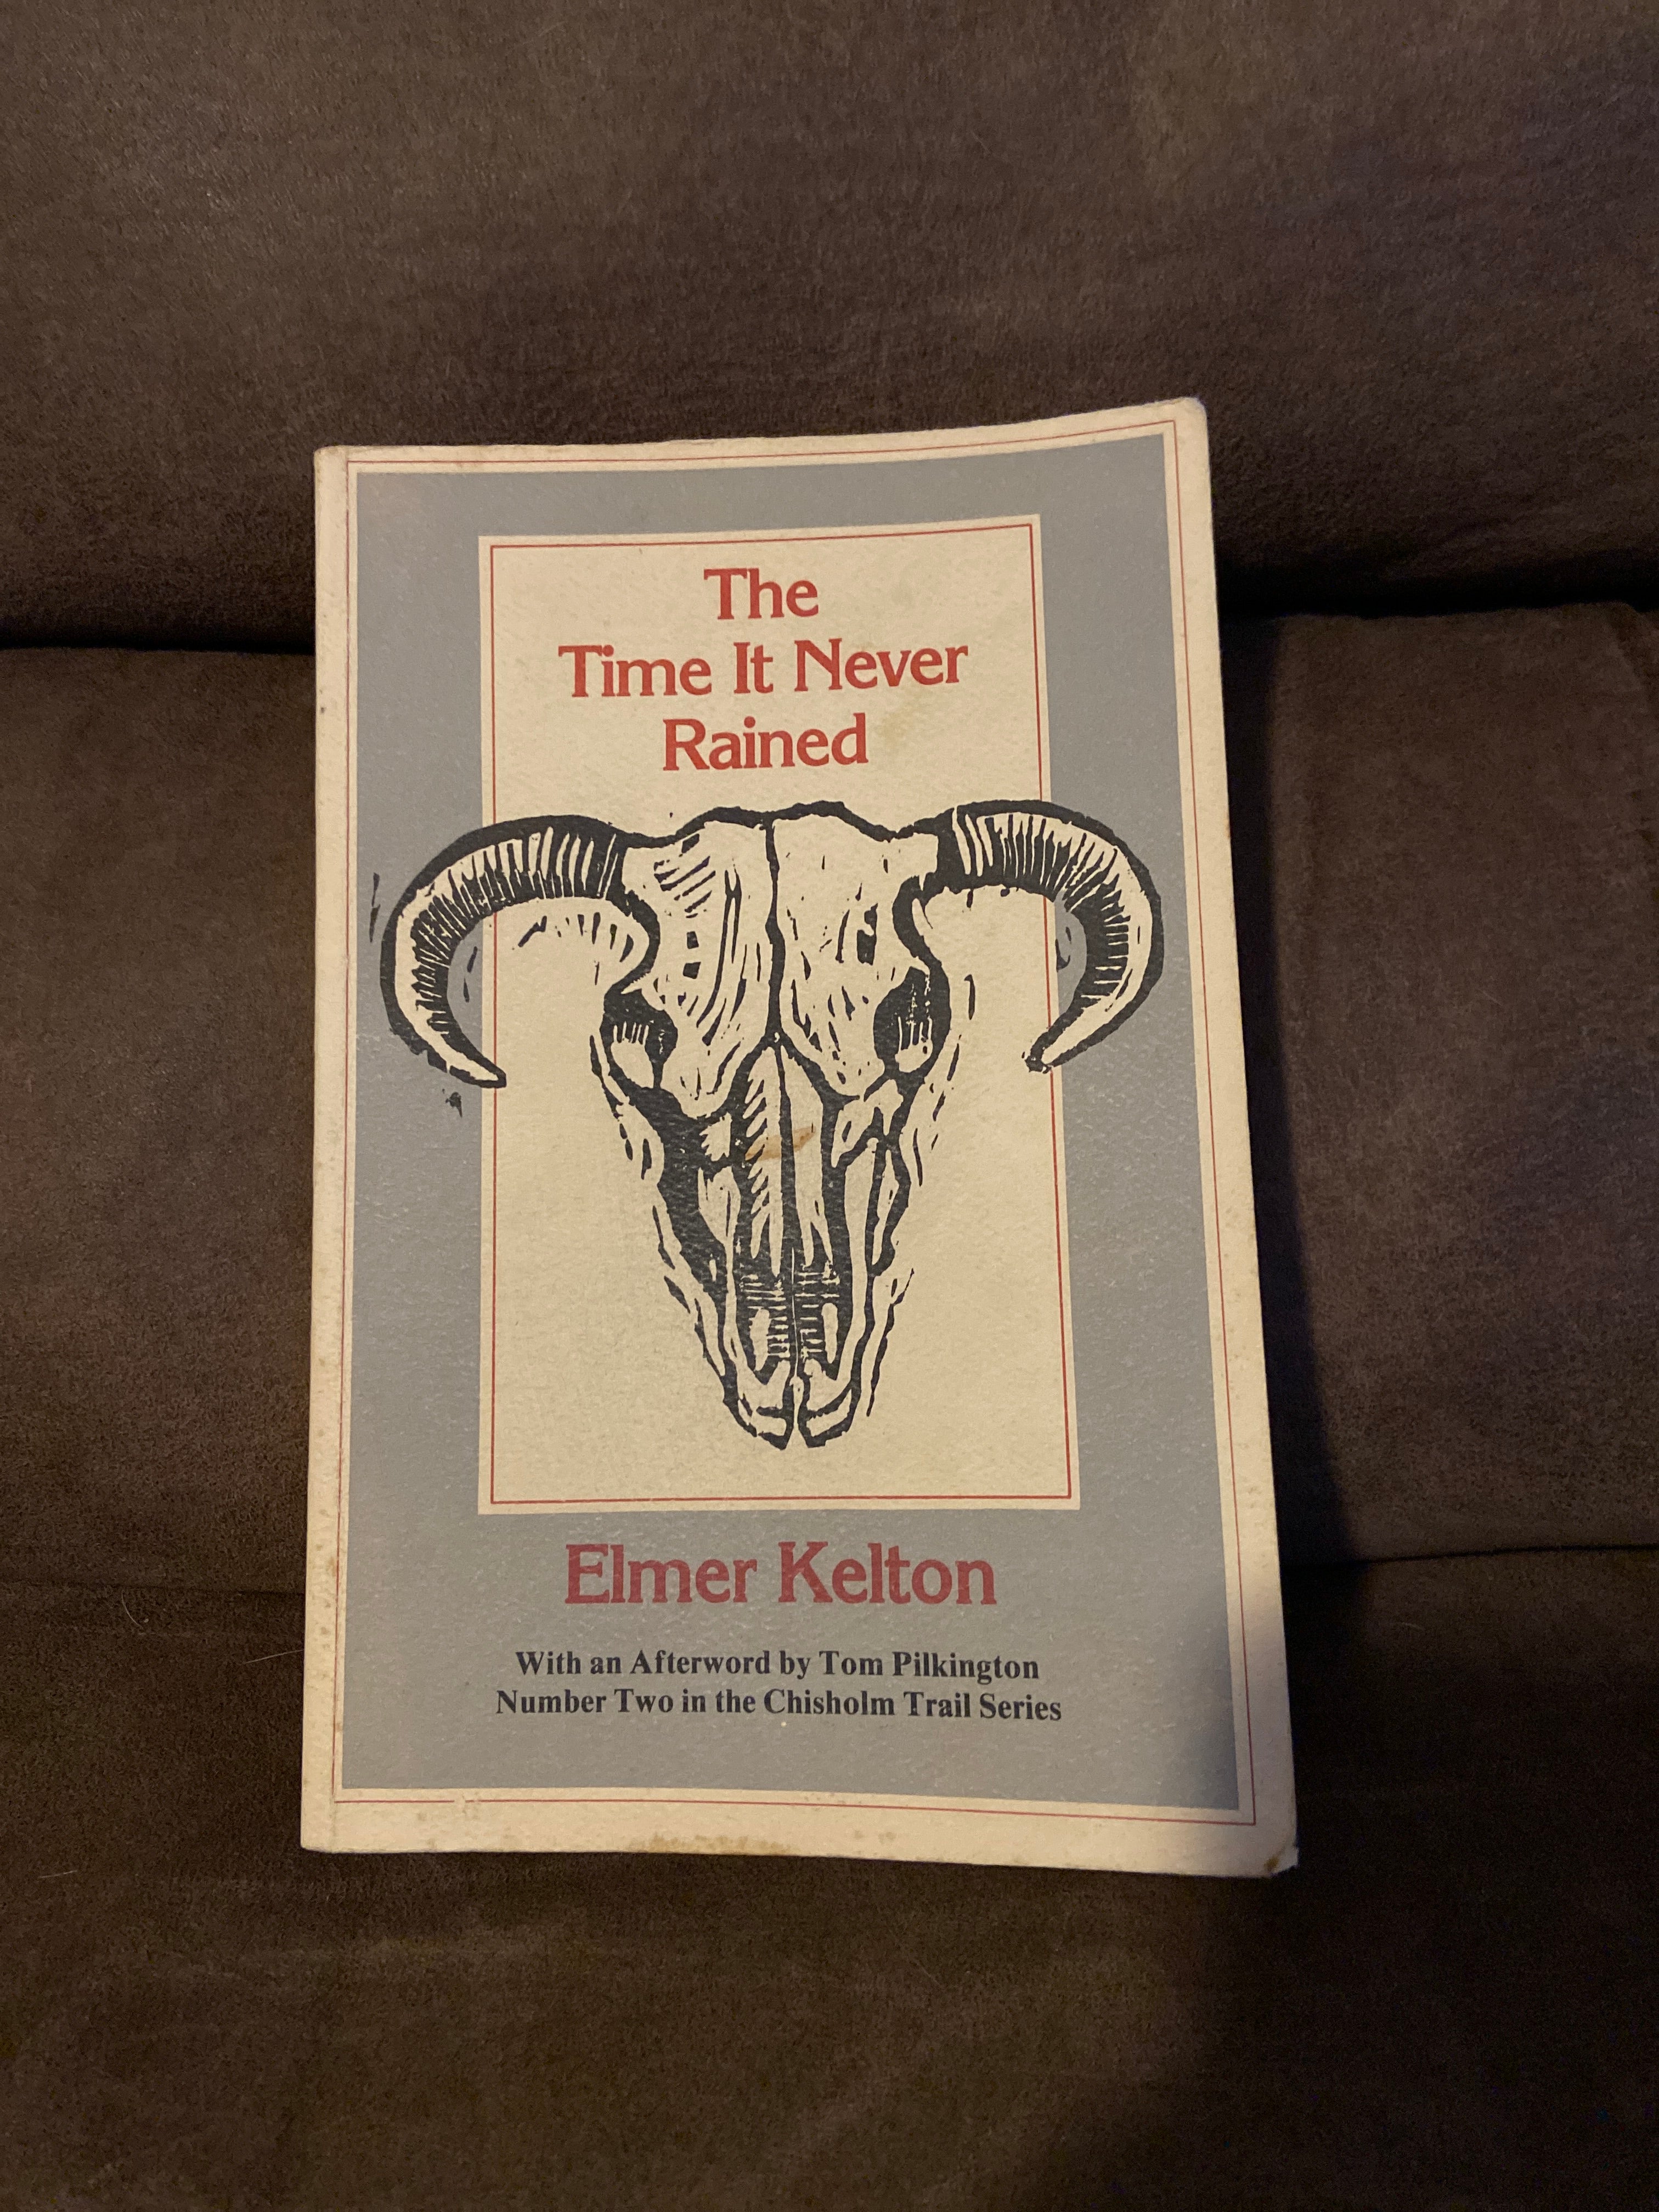 The
Time It Never
Rained
Elmer Kelton
With an Afterword by Tom Pilkington
Number Two in the Chisholm Trail Series